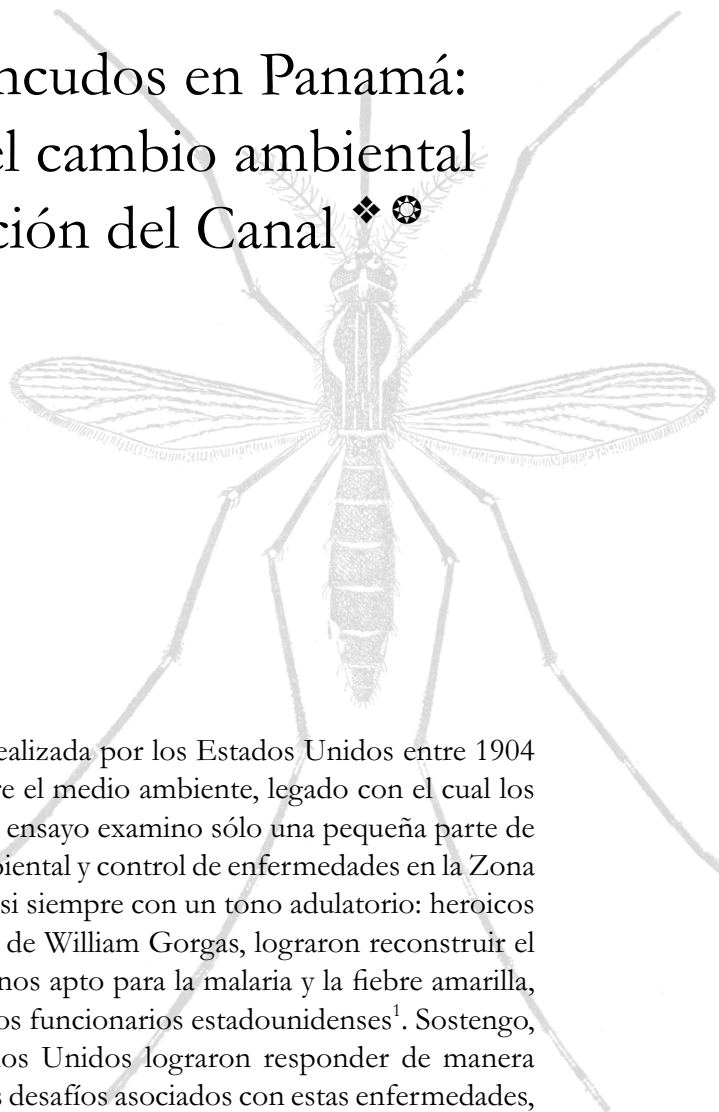 ncudos en Panamá:
el cambio ambiental
ción del Canal ❖ ❂
ealizada por los Estados Unidos entre 1904
re el medio ambiente, legado con el cual los
ensayo examino sólo una pequeña parte de
biental y control de enfermedades en la Zona
si siempre con un tono adulatorio: heroicos
de William Gorgas, lograron reconstruir el
nos apto para la malaria y la fiebre amarilla,
os funcionarios estadounidenses¹. Sostengo,
los Unidos lograron responder de manera
s desafíos asociados con estas enfermedades,